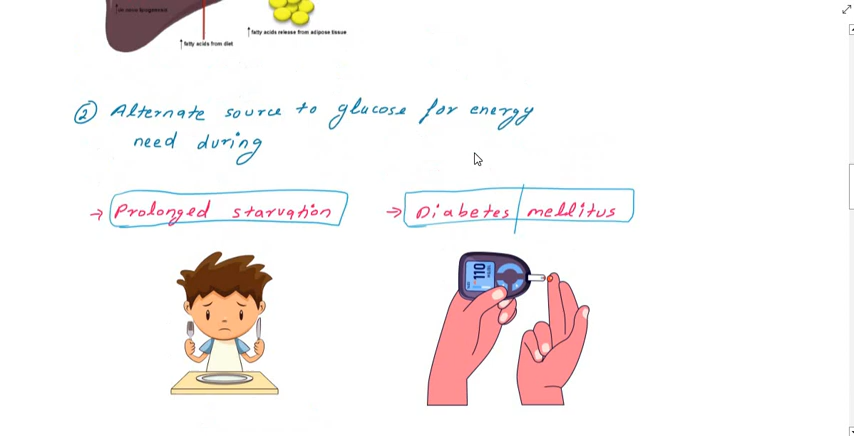 ↑fatty acids release from adipose tissue
↑fatty acids from diet
② Alternate source to glucose for energy
need during
→ Prolonged starvation
→ Diabetes mellitus
110